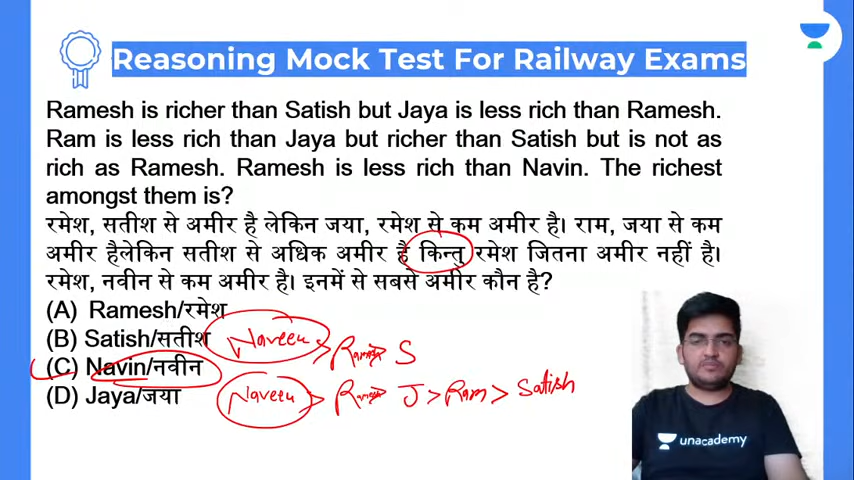 Reasoning Mock Test For Railway Exams
Ramesh is richer than Satish but Jaya is less rich than Ramesh.
Ram is less rich than Jaya but richer than Satish but is not as
rich as Ramesh. Ramesh is less rich than Navin. The richest
amongst them is?
रमेश, सतीश से अमीर है लेकिन जया, रमेश से कम अमीर है। राम, जया से कम
अमीर हैलेकिन सतीश से अधिक अमीर है किन्तु रमेश जितना अमीर नहीं है।
रमेश, नवीन से कम अमीर है। इनमें से सबसे अमीर कौन है?
(A) Ramesh/रमेश
(B) Satish/सतीश
Naveen > Ramesh > S
(C) Navin/नवीन
(D) Jaya/जया
Naveen > Ramesh > J > Ram > Satish
unacademy